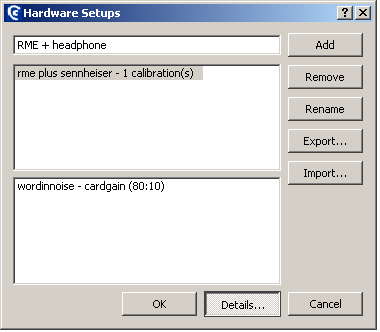 Hardware Setups
RME + headphone
Add
rme plus sennheiser - 1 calibration(s)
Remove
Rename
Export...
Import...
wordinnoise - cardgain (80:10)
OK
Details...
Cancel